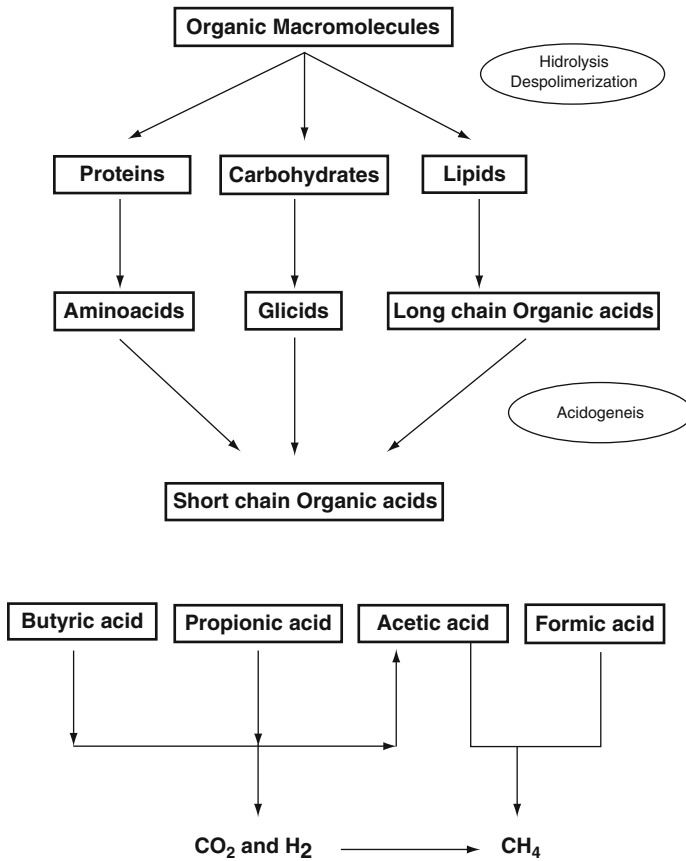 Organic Macromolecules
Hidrolysis
Despolimerization
Proteins
Carbohydrates
Lipids
Aminoacids
Glicids
Long chain Organic acids
Acidogeneis
Short chain Organic acids
Butyric acid
Propionic acid
Acetic acid
Formic acid
CO₂ and H₂
CH₄